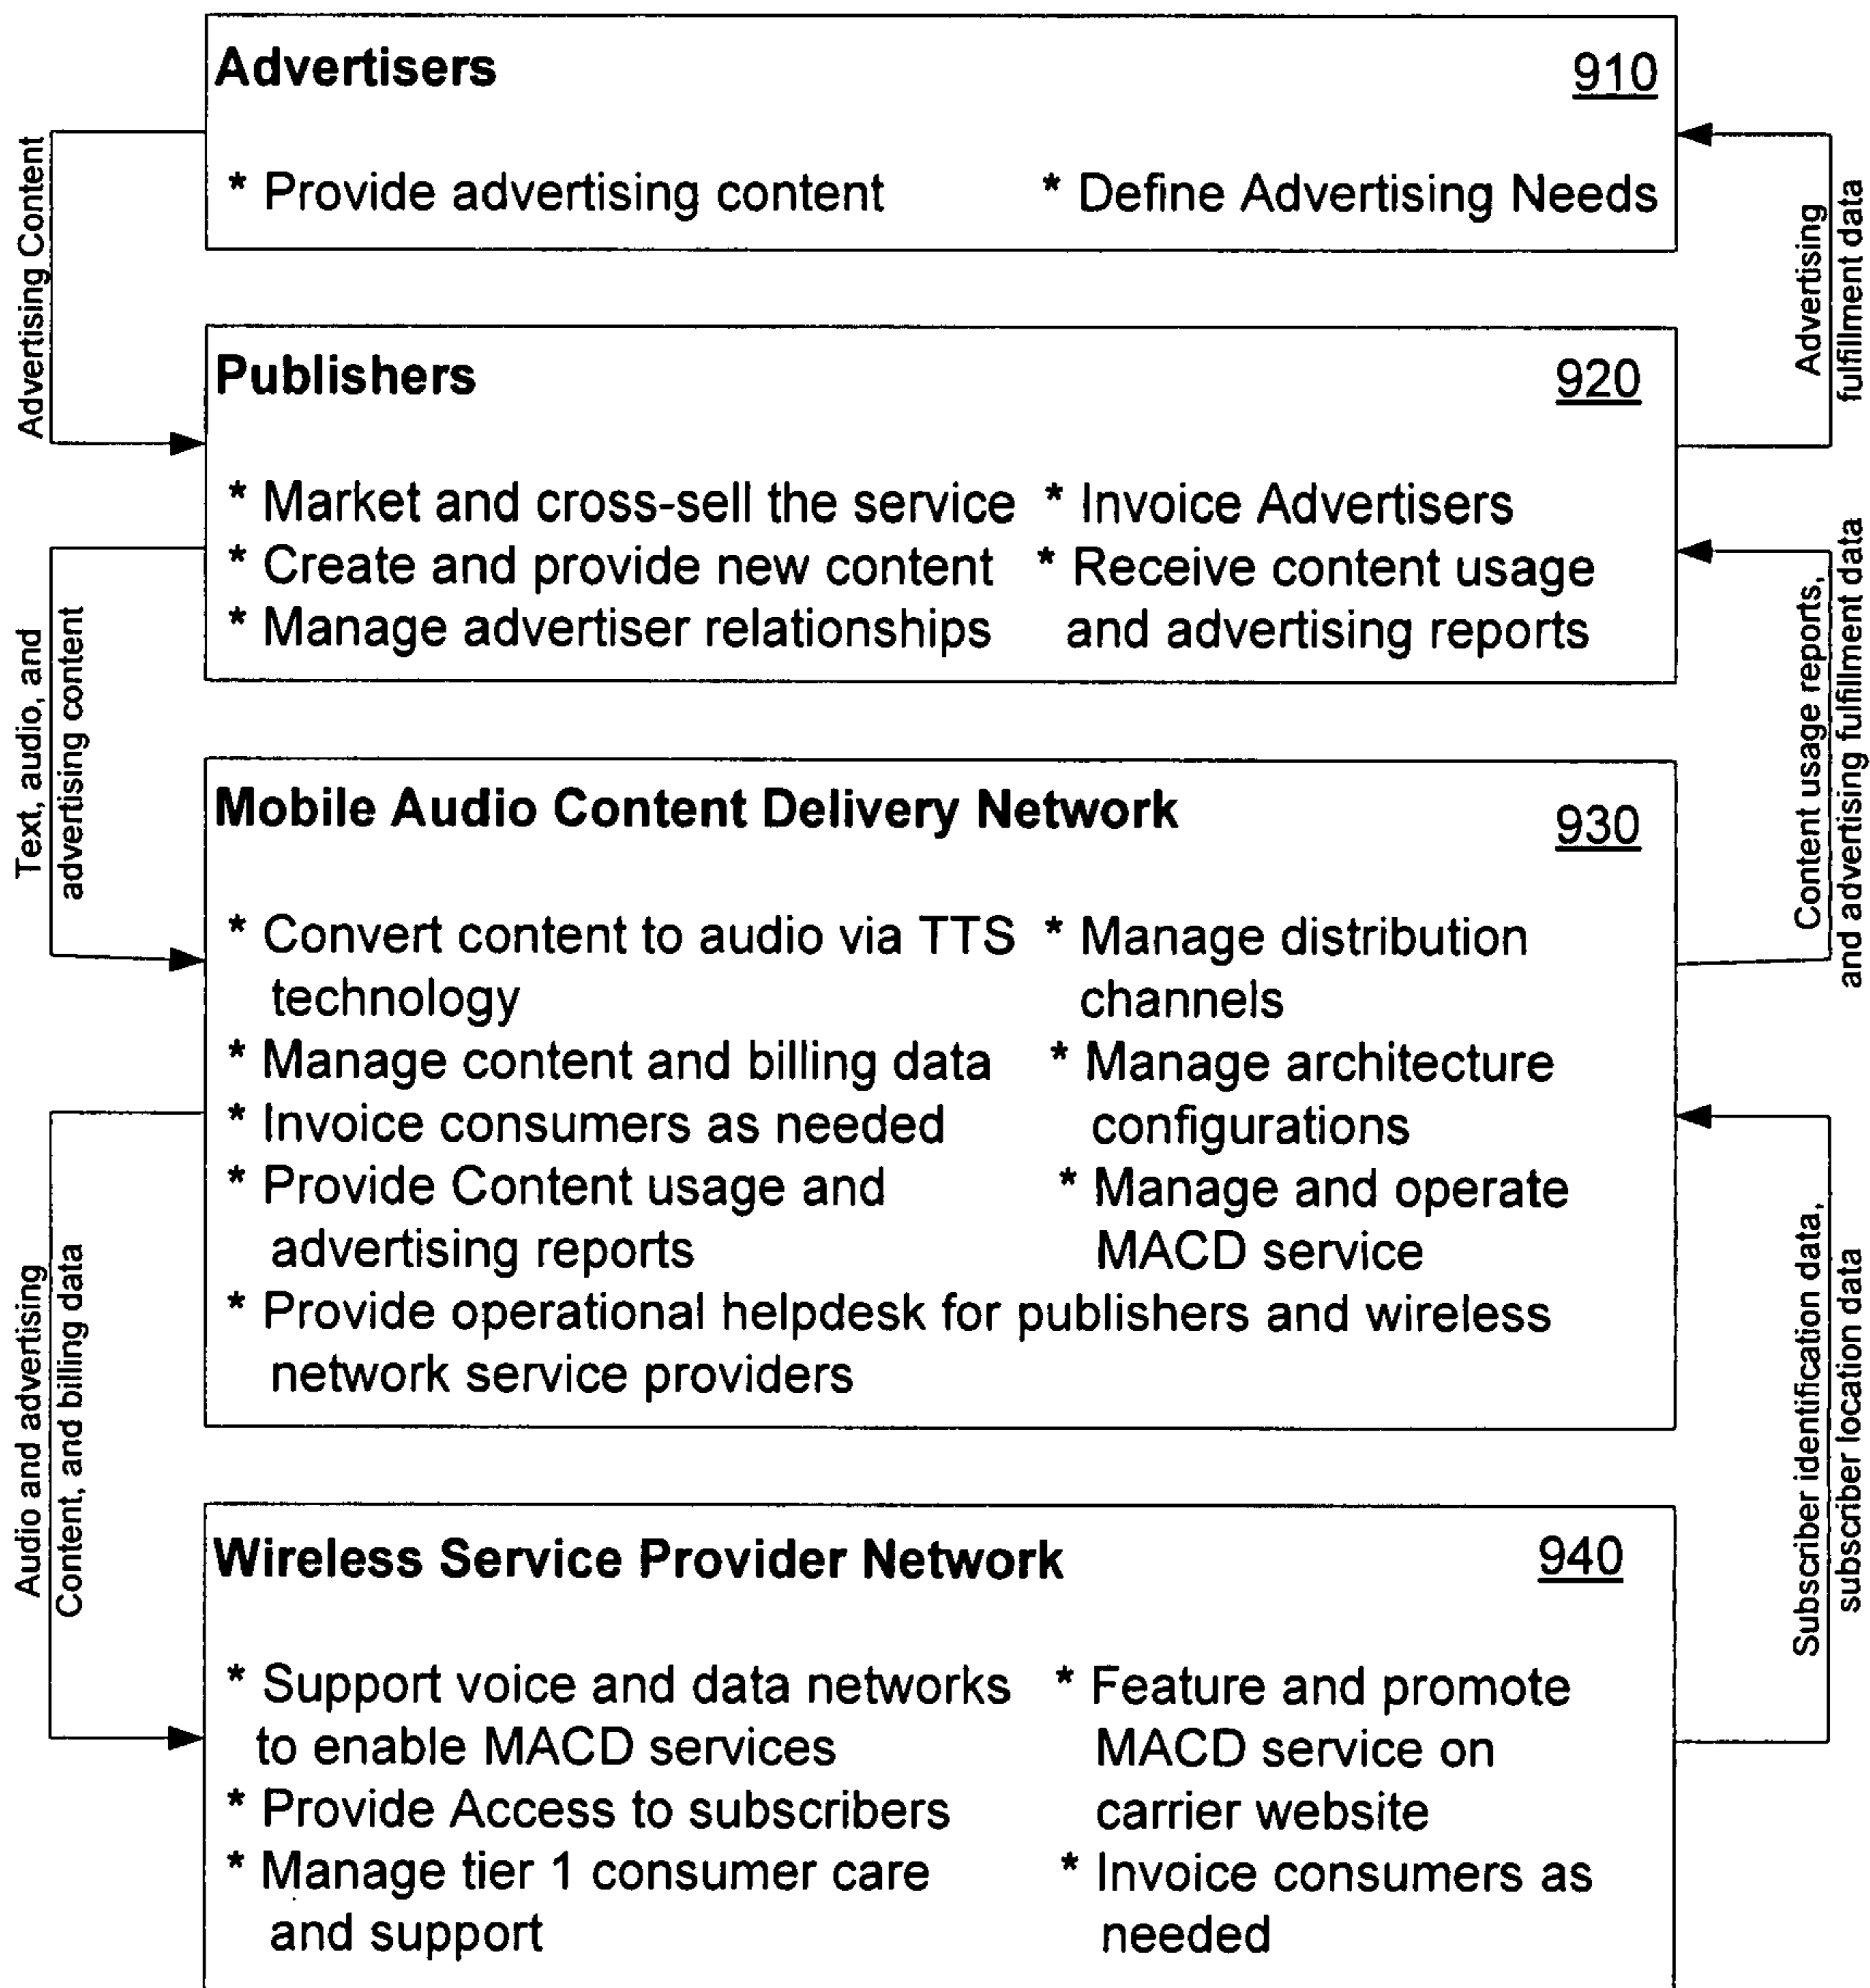 Advertisers 910
* Provide advertising content * Define Advertising Needs
Advertising Content
Advertising
fulfillment data
Publishers 920
* Market and cross-sell the service * Invoice Advertisers
* Create and provide new content * Receive content usage
* Manage advertiser relationships and advertising reports
Text, audio, and
advertising content
Content usage reports,
and advertising fulfillment data
Mobile Audio Content Delivery Network 930
* Convert content to audio via TTS * Manage distribution
technology channels
* Manage content and billing data * Manage architecture
* Invoice consumers as needed configurations
* Provide Content usage and * Manage and operate
advertising reports MACD service
* Provide operational helpdesk for publishers and wireless
network service providers
Audio and advertising
Content, and billing data
Subscriber identification data,
subscriber location data
Wireless Service Provider Network 940
* Support voice and data networks * Feature and promote
to enable MACD services MACD service on
* Provide Access to subscribers carrier website
* Manage tier 1 consumer care * Invoice consumers as
and support needed